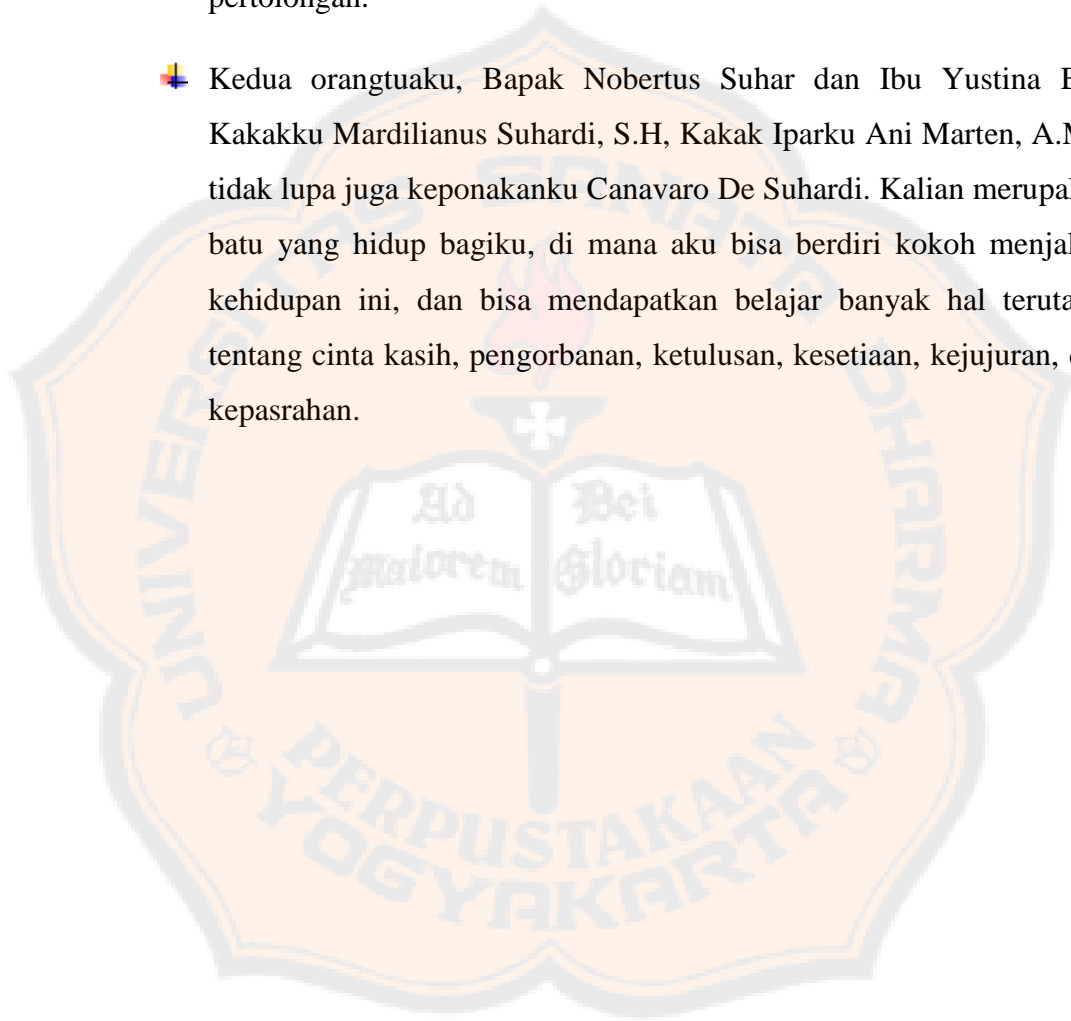 pertolongan.
Kedua orangtuaku, Bapak Nobertus Suhar dan Ibu Yustina
Kakakku Mardilianus Suhardi, S.H, Kakak Iparku Ani Marten,
tidak lupa juga keponakanku Canavaro De Suhardi. Kalian
batu yang hidup bagiku, di mana aku bisa berdiri kokoh
kehidupan ini, dan bisa mendapatkan belajar banyak hal
tentang cinta kasih, pengorbanan, ketulusan, kesetiaan, kejujuran,
kepasrahan.
UNIVERSITAS SANATA DHARMA
Ad Dei
Maiorem Gloriam
PERPUSTAKAAN
YOGYAKARTA